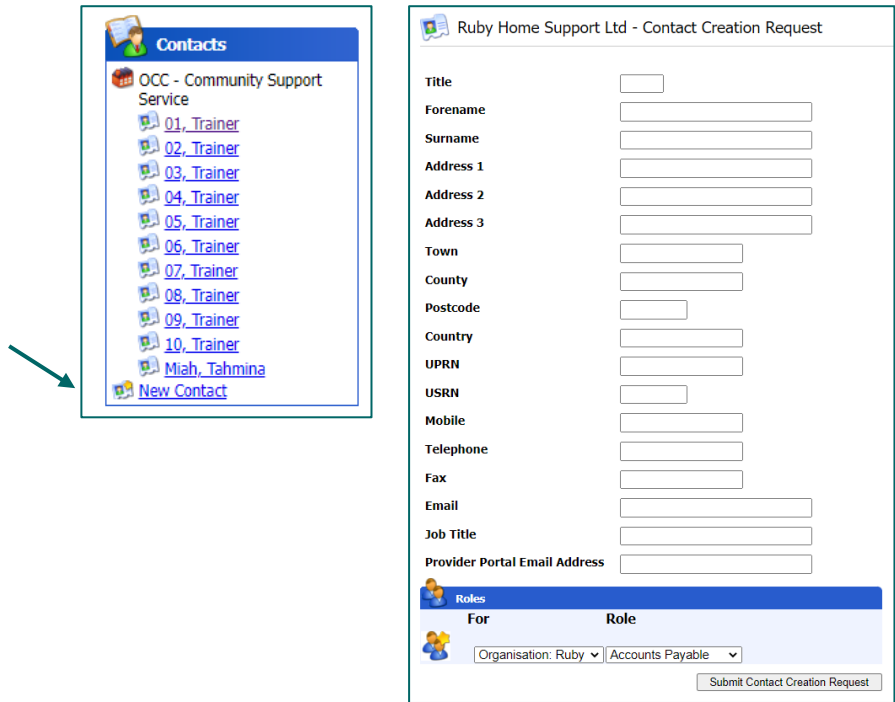 Contacts
OCC - Community Support
Service
01, Trainer
02, Trainer
03, Trainer
04, Trainer
05, Trainer
06, Trainer
07, Trainer
08, Trainer
09, Trainer
10, Trainer
Miah, Tahmina
New Contact
Ruby Home Support Ltd - Contact Creation Request
Title
Forename
Surname
Address 1
Address 2
Address 3
Town
County
Postcode
Country
UPRN
USRN
Mobile
Telephone
Fax
Email
Job Title
Provider Portal Email Address
Roles
For Role
Organisation: Ruby Accounts Payable
Submit Contact Creation Request